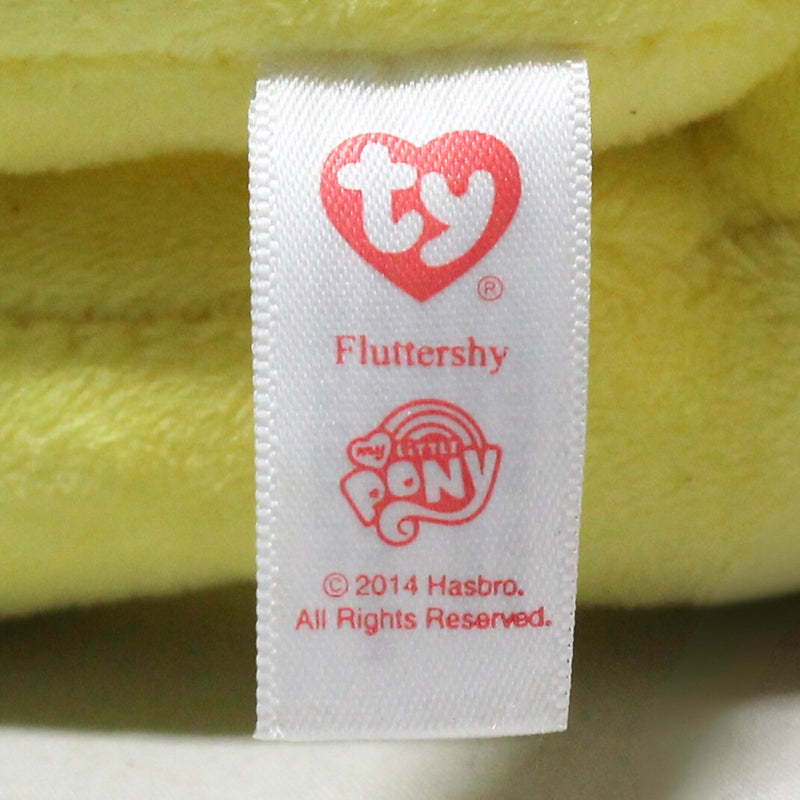 ty
®
Fluttershy
my LITTLE
PONY
© 2014 Hasbro.
All Rights Reserved.